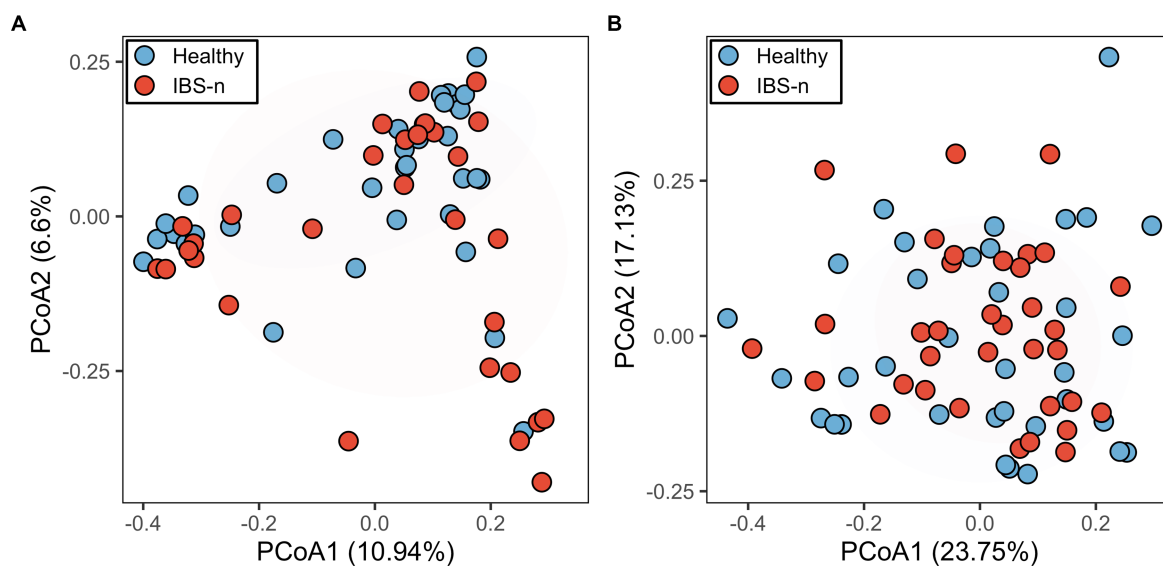 A
Healthy
IBS-n
0.25
0.00
-0.25
PCoA2 (6.6%)
-0.4
-0.2
0.0
0.2
PCoA1 (10.94%)
B
Healthy
IBS-n
0.25
0.00
-0.25
PCoA2 (17.13%)
-0.4
-0.2
0.0
0.2
PCoA1 (23.75%)